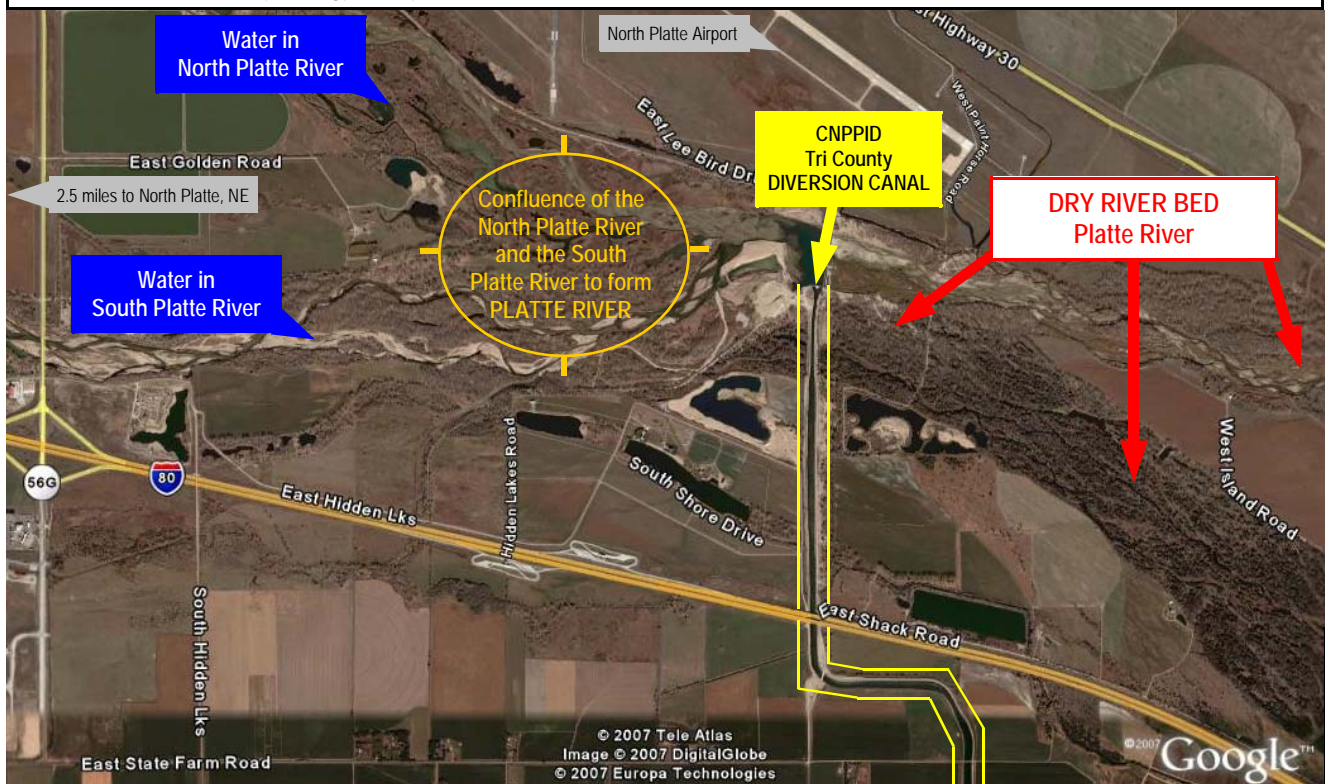 Water in
North Platte River
North Platte Airport
East Highway 30
East Lee Bird Dr
West Paint Horse Road
CNPPID
Tri County
DIVERSION CANAL
East Golden Road
2.5 miles to North Platte, NE
Confluence of the
North Platte River
and the South
Platte River to form
PLATTE RIVER
DRY RIVER BED
Platte River
Water in
South Platte River
56G
80
East Hidden Lks
Hidden Lakes Road
South Shore Drive
West Island Road
East Shack Road
South Hidden Lks
East State Farm Road
© 2007 Tele Atlas
Image © 2007 DigitalGlobe
© 2007 Europa Technologies
©2007 Google™